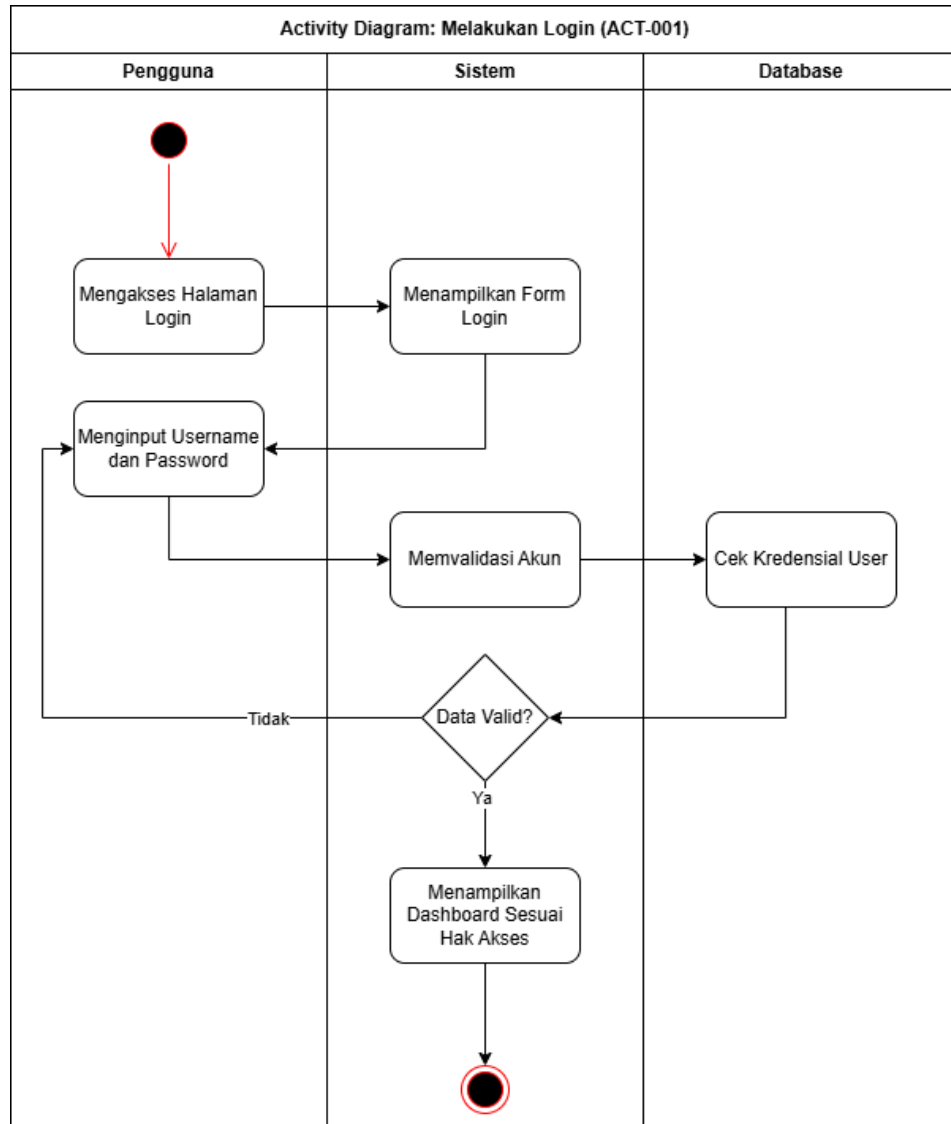 Activity Diagram: Melakukan Login (ACT-001)
Pengguna
Sistem
Database
Mengakses Halaman
Login
Menampilkan Form
Login
Menginput Username
dan Password
Memvalidasi Akun
Cek Kredensial User
Data Valid?
Tidak
Ya
Menampilkan
Dashboard Sesuai
Hak Akses